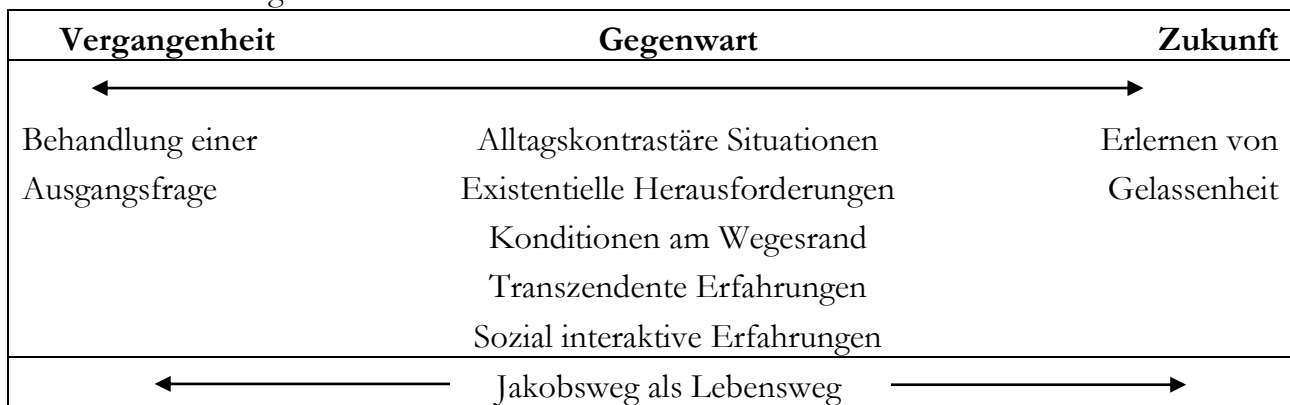 Vergangenheit Gegenwart Zukunft
Behandlung einer Alltagskontrastäre Situationen Erlernen von
Ausgangsfrage Existentielle Herausforderungen Gelassenheit
Konditionen am Wegesrand
Transzendente Erfahrungen
Sozial interaktive Erfahrungen
Jakobsweg als Lebensweg